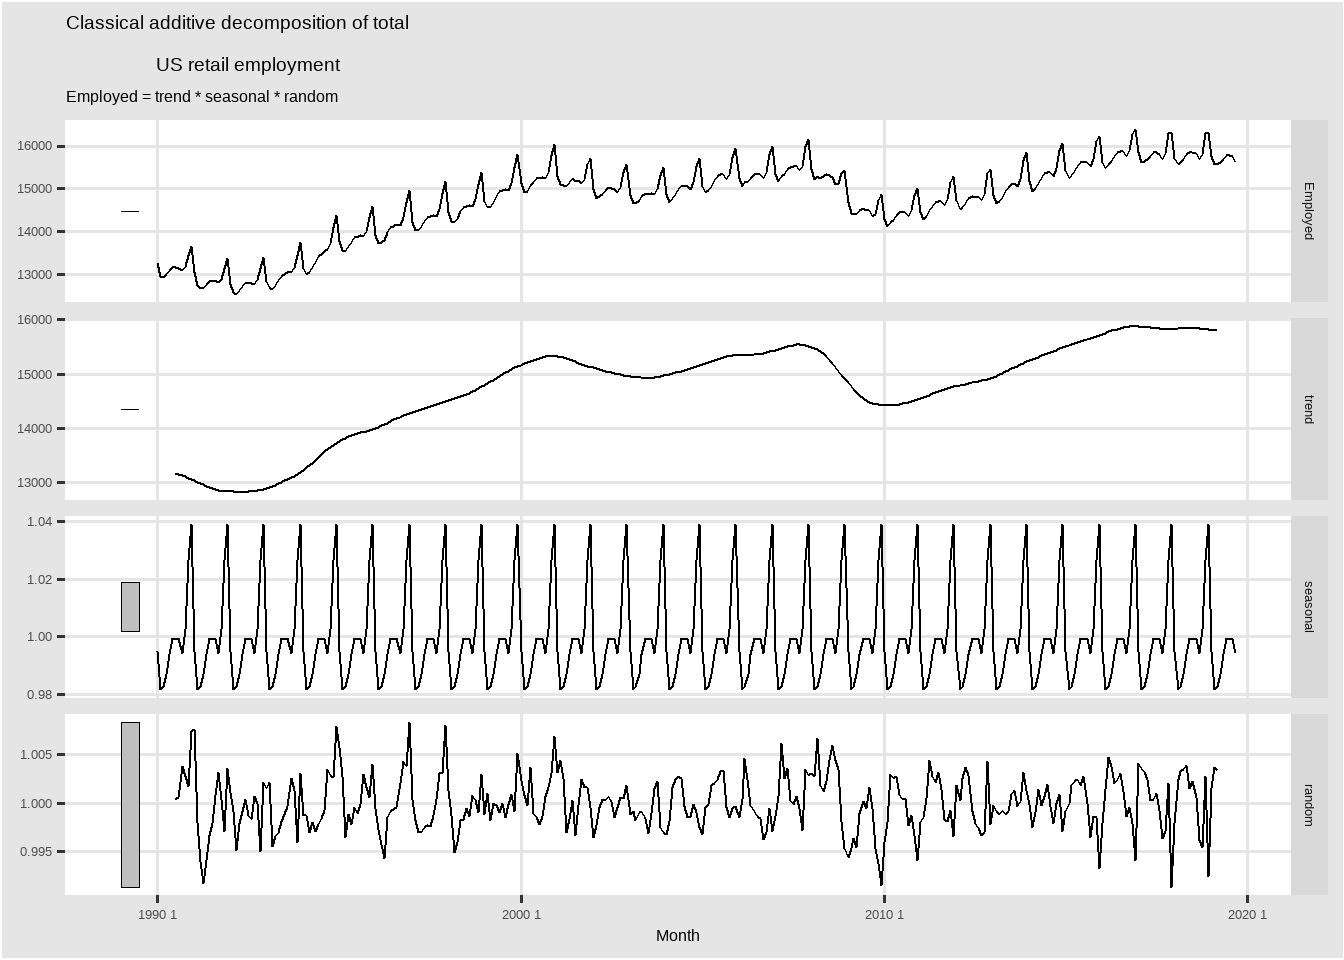 Classical additive decomposition of total
US retail employment
Employed = trend * seasonal * random
16000
15000
14000
13000
Employed
16000
15000
14000
13000
trend
1.04
1.02
1.00
0.98
seasonal
1.005
1.000
0.995
random
1990 1
2000 1
2010 1
2020 1
Month